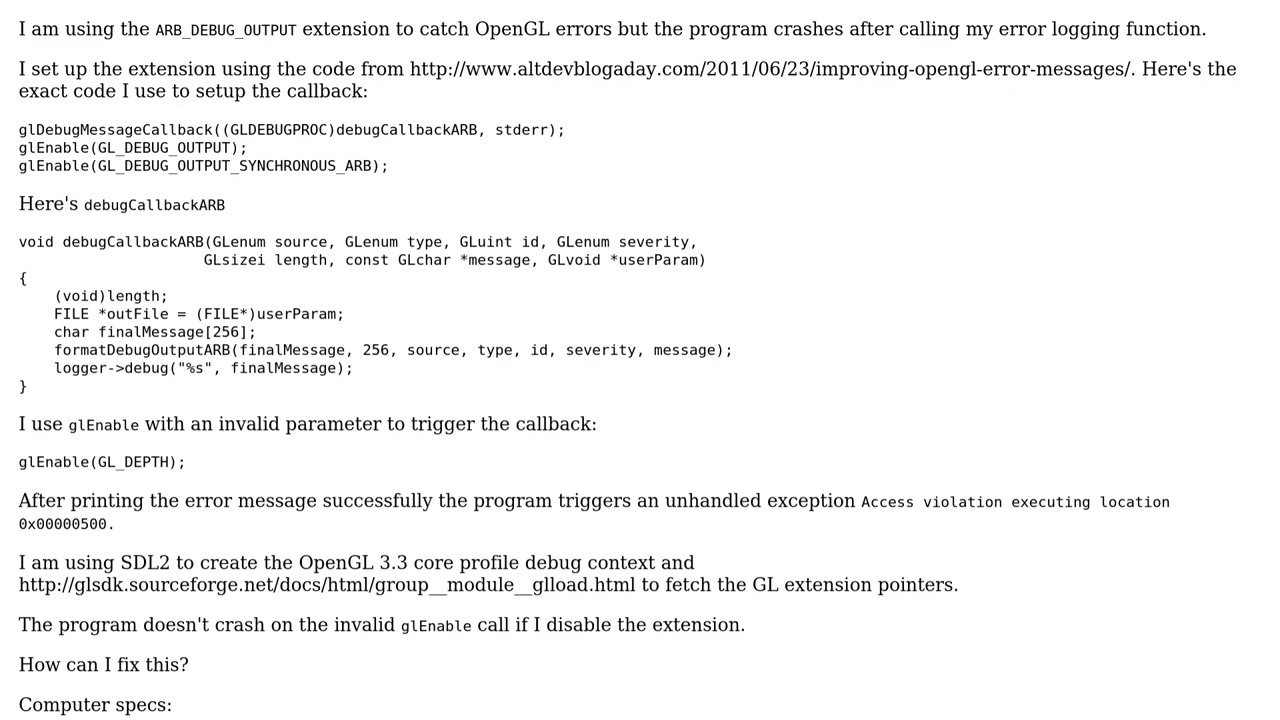 I am using the ARB_DEBUG_OUTPUT extension to catch OpenGL errors but the program crashes after calling my error logging function.
I set up the extension using the code from http://www.altdevblogaday.com/2011/06/23/improving-opengl-error-messages/. Here's the
exact code I use to setup the callback:
glDebugMessageCallback((GLDEBUGPROC)debugCallbackARB, stderr);
glEnable(GL_DEBUG_OUTPUT);
glEnable(GL_DEBUG_OUTPUT_SYNCHRONOUS_ARB);
Here's debugCallbackARB
void debugCallbackARB(GLenum source, GLenum type, GLuint id, GLenum severity,
                     GLsizei length, const GLchar *message, GLvoid *userParam)
{
    (void)length;
    FILE *outFile = (FILE*)userParam;
    char finalMessage[256];
    formatDebugOutputARB(finalMessage, 256, source, type, id, severity, message);
    logger->debug("%s", finalMessage);
}
I use glEnable with an invalid parameter to trigger the callback:
glEnable(GL_DEPTH);
After printing the error message successfully the program triggers an unhandled exception Access violation executing location
0x00000500.
I am using SDL2 to create the OpenGL 3.3 core profile debug context and
http://glsdk.sourceforge.net/docs/html/group__module__glload.html to fetch the GL extension pointers.
The program doesn't crash on the invalid glEnable call if I disable the extension.
How can I fix this?
Computer specs: